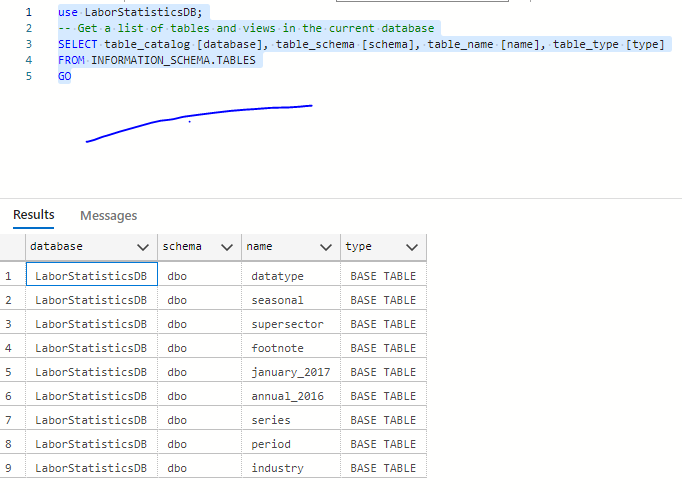 1 use LaborStatisticsDB;
2 -- Get a list of tables and views in the current database
3 SELECT table_catalog [database], table_schema [schema], table_name [name], table_type [type]
4 FROM INFORMATION_SCHEMA.TABLES
5 GO
Results Messages
database schema name type
1 LaborStatisticsDB dbo datatype BASE TABLE
2 LaborStatisticsDB dbo seasonal BASE TABLE
3 LaborStatisticsDB dbo supersector BASE TABLE
4 LaborStatisticsDB dbo footnote BASE TABLE
5 LaborStatisticsDB dbo january_2017 BASE TABLE
6 LaborStatisticsDB dbo annual_2016 BASE TABLE
7 LaborStatisticsDB dbo series BASE TABLE
8 LaborStatisticsDB dbo period BASE TABLE
9 LaborStatisticsDB dbo industry BASE TABLE